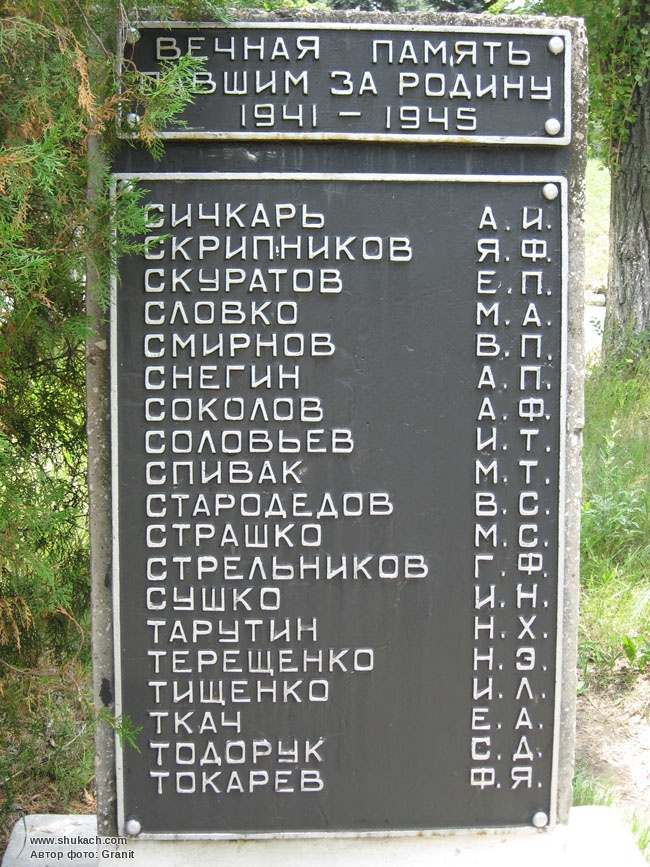 ВЕЧНАЯ ПАМЯТЬ
ПАВШИМ ЗА РОДИНУ
1941 — 1945
СИЧКАРЬ А. И.
СКРИПНИКОВ Я. Ф.
СКУРАТОВ Е. П.
СЛОВКО М. А.
СМИРНОВ В. П.
СНЕГИН А. П.
СОКОЛОВ А. Ф.
СОЛОВЬЕВ И. Т.
СПИВАК М. Т.
СТАРОДЕДОВ В. С.
СТРАШКО М. С.
СТРЕЛЬНИКОВ Г. Ф.
СУШКО И. Н.
ТАРУТИН Н. Х.
ТЕРЕЩЕНКО Н. Э.
ТИЩЕНКО И. Л.
ТКАЧ Е. А.
ТОДОРУК С. Д.
ТОКАРЕВ Ф. Я.
www.shukach.com
Автор фото: Granit